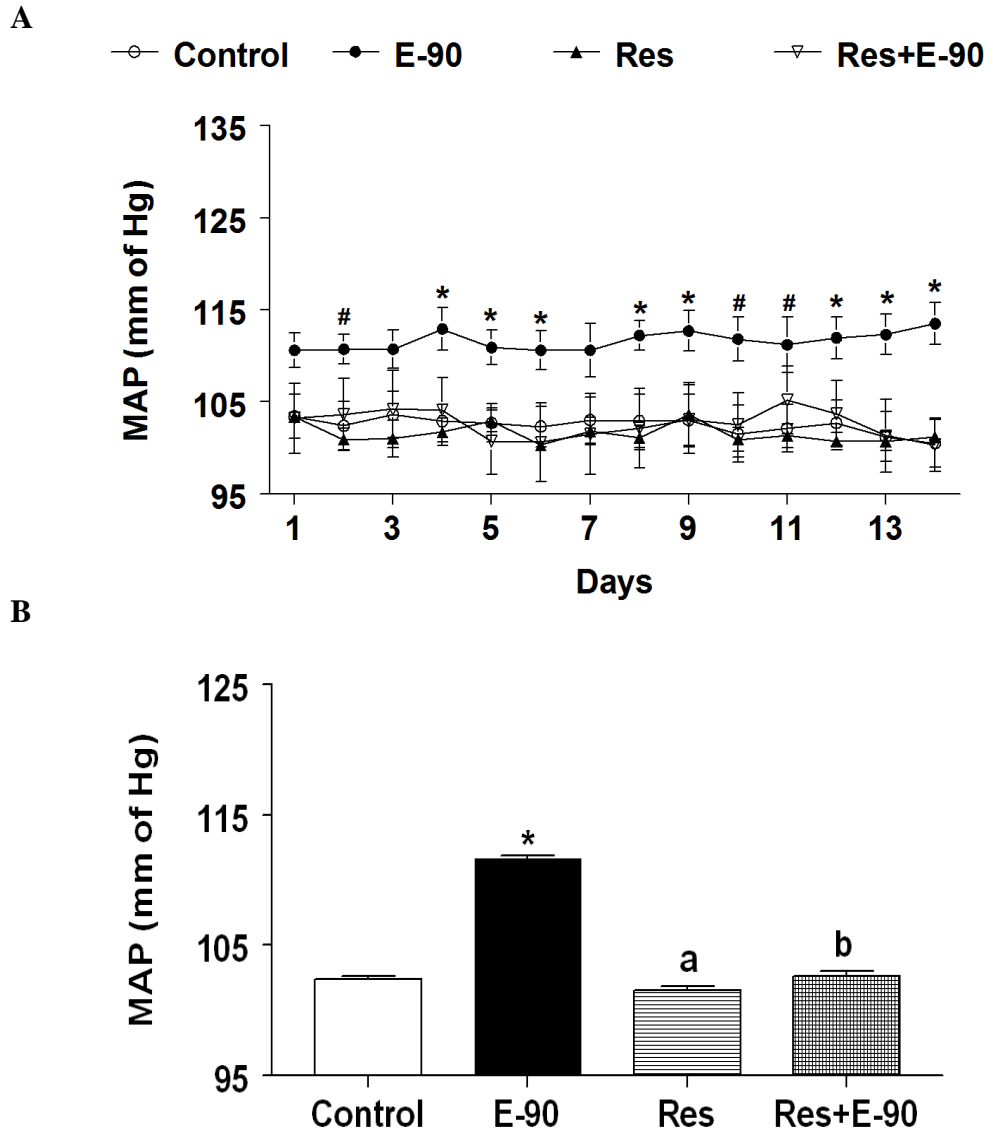 A
Control E-90 Res Res+E-90
135
125
115
105
95
MAP (mm of Hg)
# * * * * * # # * * *
1 3 5 7 9 11 13
Days
B
125
115
105
95
MAP (mm of Hg)
* a b
Control E-90 Res Res+E-90